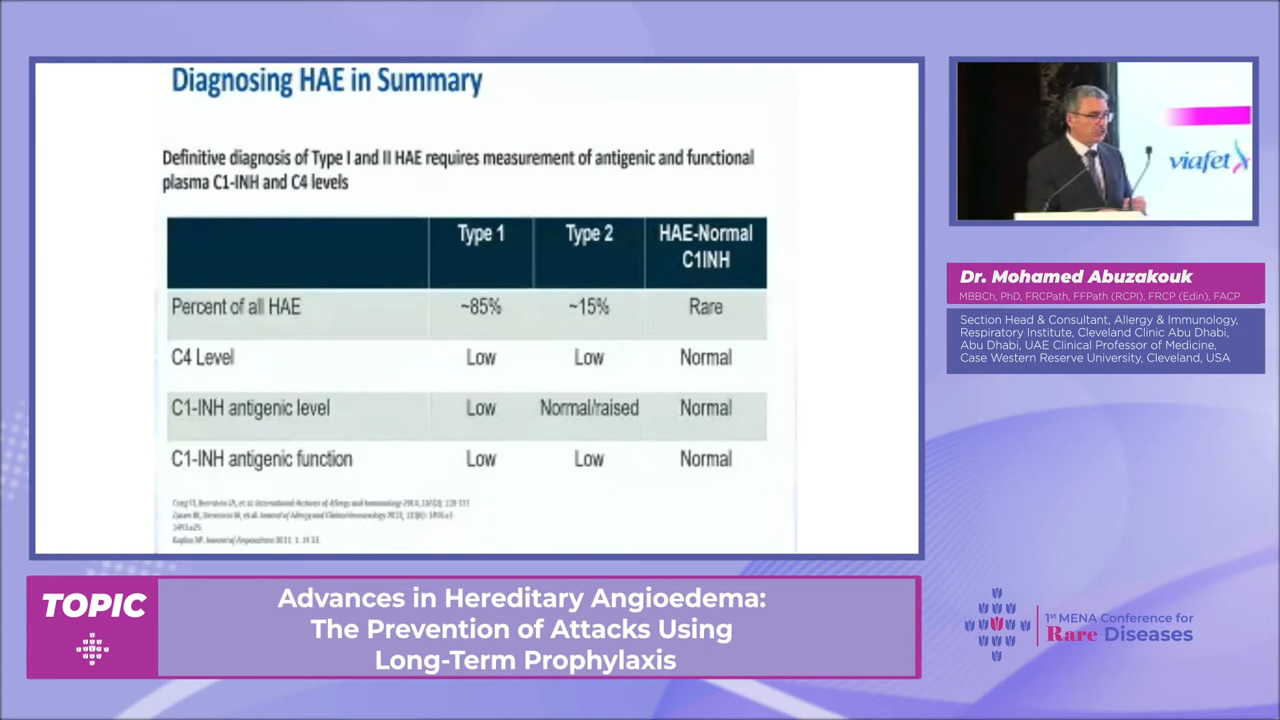 Diagnosing HAE in Summary
Definitive diagnosis of Type I and II HAE requires measurement of antigenic and functional
plasma C1-INH and C4 levels
Type 1 Type 2 HAE-Normal
C1INH
Percent of all HAE ~85% ~15% Rare
C4 Level Low Low Normal
C1-INH antigenic level Low Normal/raised Normal
C1-INH antigenic function Low Low Normal
viafet
Dr. Mohamed Abuzakouk
MBBCh, PhD, FRCPath, FFPath (RCPI), FRCP (Edin), FACP
Section Head & Consultant, Allergy & Immunology,
Respiratory Institute, Cleveland Clinic Abu Dhabi,
Abu Dhabi, UAE Clinical Professor of Medicine,
Case Western Reserve University, Cleveland, USA
TOPIC
Advances in Hereditary Angioedema:
The Prevention of Attacks Using
Long-Term Prophylaxis
1st MENA Conference for
Rare Diseases